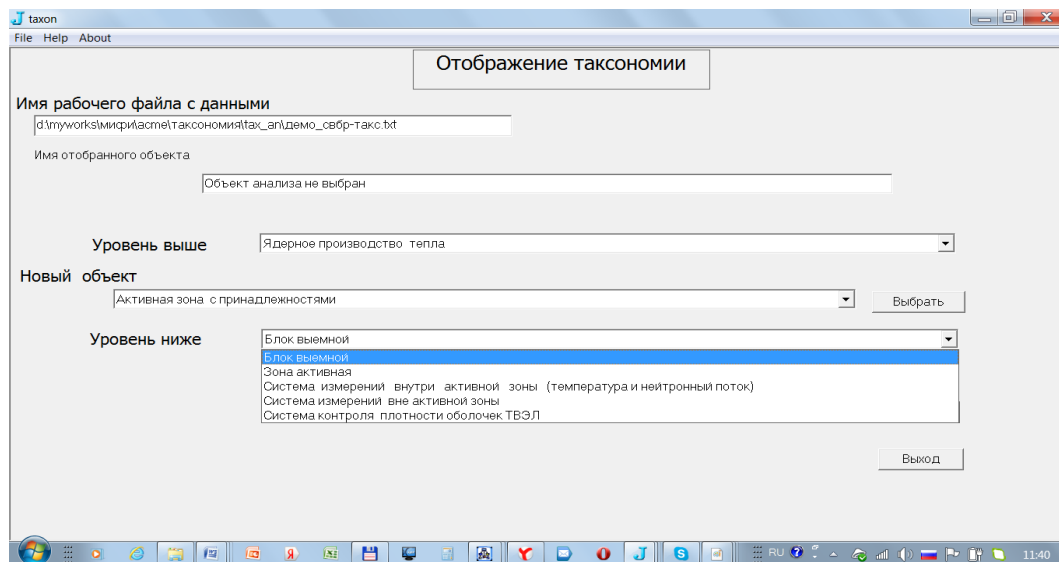 taxon
File Help About
Отображение таксономии
Имя рабочего файла с данными
d:\myworks\мифи\acme\таксономия\tax_an\демо_свбр-такс.txt
Имя отобранного объекта
Объект анализа не выбран
Уровень выше
Ядерное производство тепла
Новый объект
Активная зона с принадлежностями
Выбрать
Уровень ниже
Блок выемной
Блок выемной
Зона активная
Система измерений внутри активной зоны (температура и нейтронный поток)
Система измерений вне активной зоны
Система контроля плотности оболочек ТВЭЛ
Выход
RU
11:40